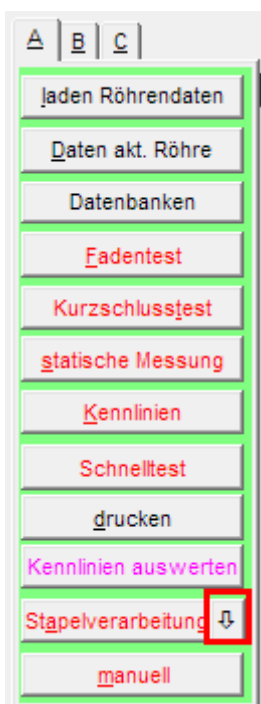 A B C
laden Röhrendaten
Daten akt. Röhre
Datenbanken
Fadentest
Kurzschlusstest
statische Messung
Kennlinien
Schnelltest
drucken
Kennlinien auswerten
Stapelverarbeitung ⇩
manuell